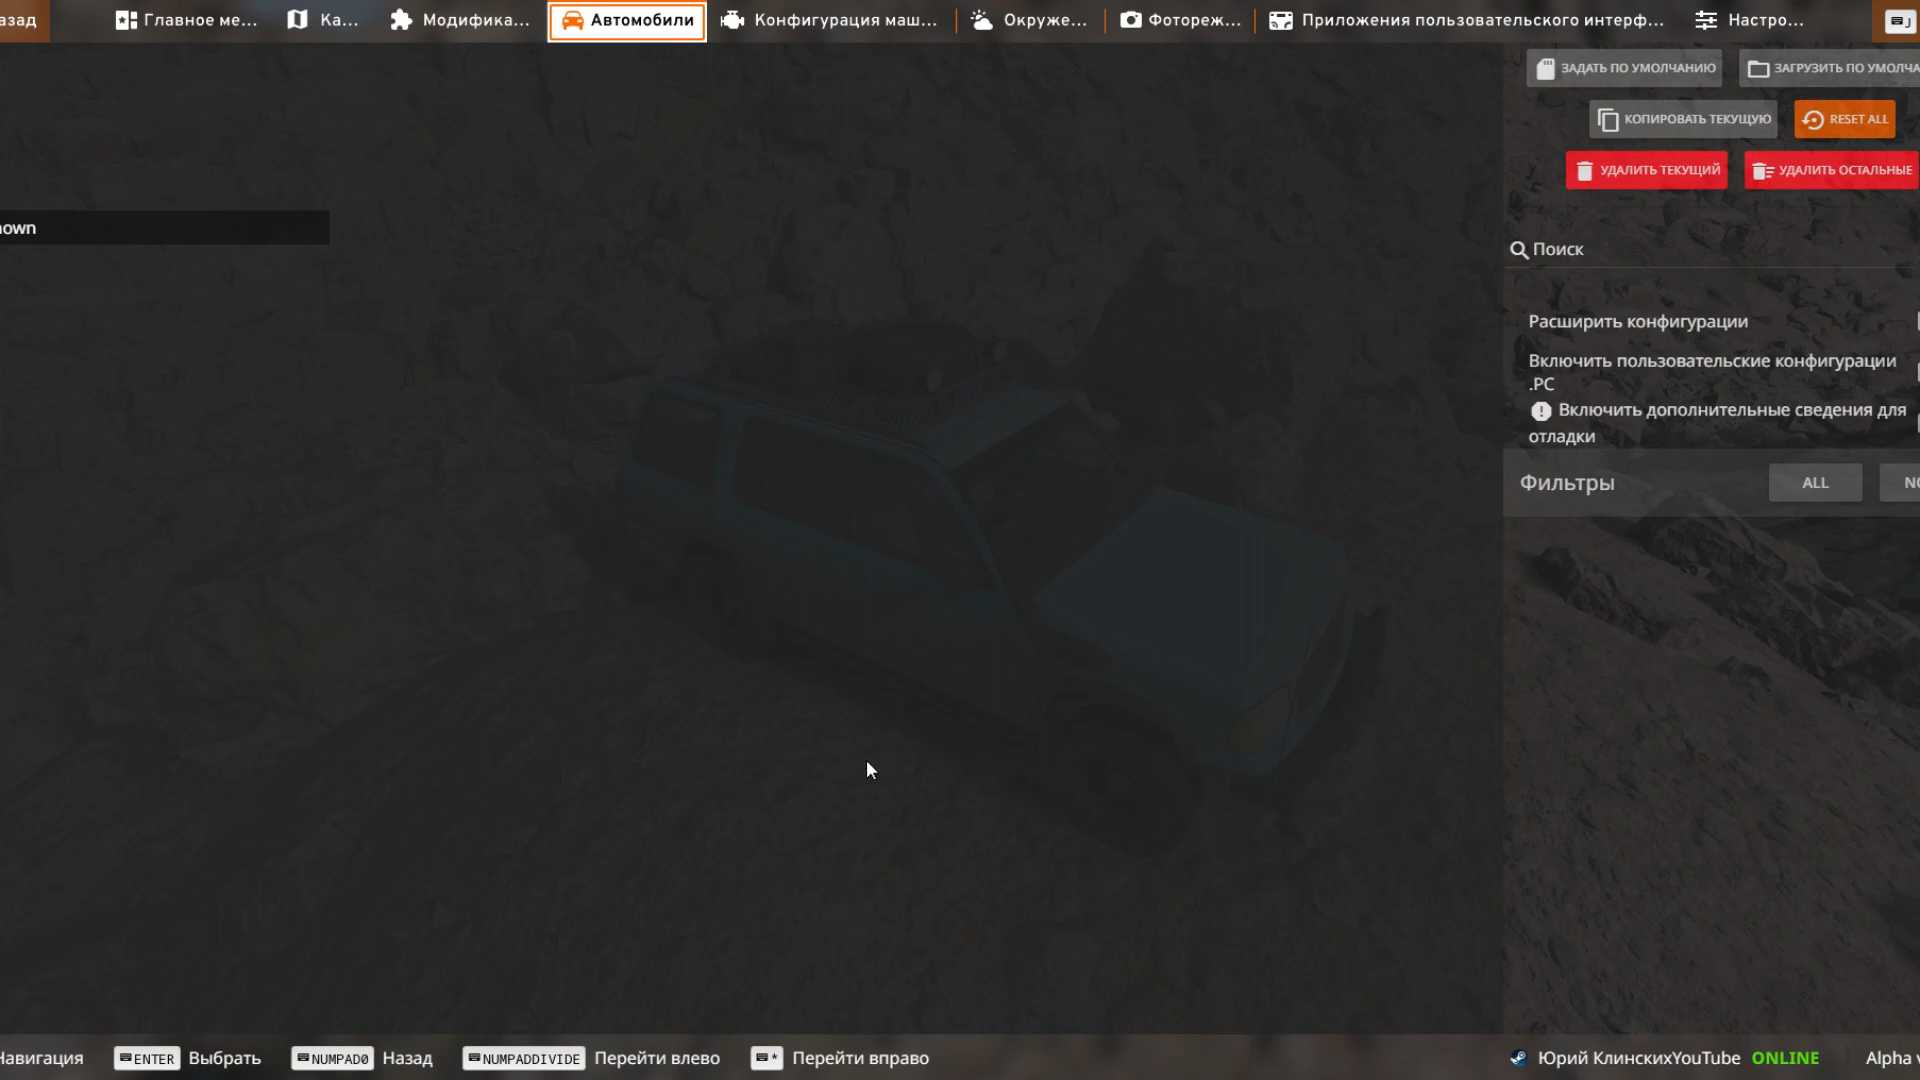 азад
Главное ме...
Ка...
Модифика...
Автомобили
Конфигурация маш...
Окруже...
Фотореж...
Приложения пользовательского интерф...
Настро...
J
ЗАДАТЬ ПО УМОЛЧАНИЮ
ЗАГРУЗИТЬ ПО УМОЛЧА
КОПИРОВАТЬ ТЕКУЩУЮ
RESET ALL
УДАЛИТЬ ТЕКУЩИЙ
УДАЛИТЬ ОСТАЛЬНЫЕ
nown
Поиск
Расширить конфигурации
Включить пользовательские конфигурации
.PC
Включить дополнительные сведения для
отладки
Фильтры
ALL
NO
Навигация
ENTER Выбрать
NUMPAD0 Назад
NUMPADDIVIDE Перейти влево
* Перейти вправо
Юрий КлинскихYouTube ONLINE
Alpha v